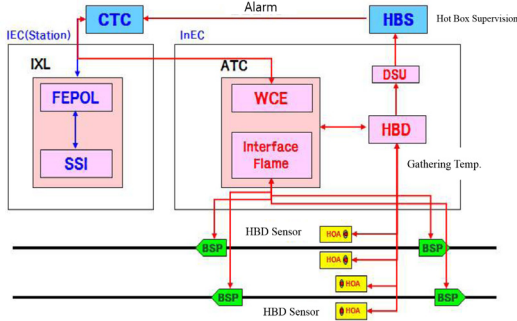 Alarm
CTC
HBS
Hot Box Supervision
IEC(Station)
InEC
IXL
ATC
DSU
FEPOL
WCE
HBD
SSI
Interface
Flame
Gathering Temp.
HBD Sensor
HOA
BSP
BSP
HOA
HOA
BSP
BSP
HBD Sensor
HOA